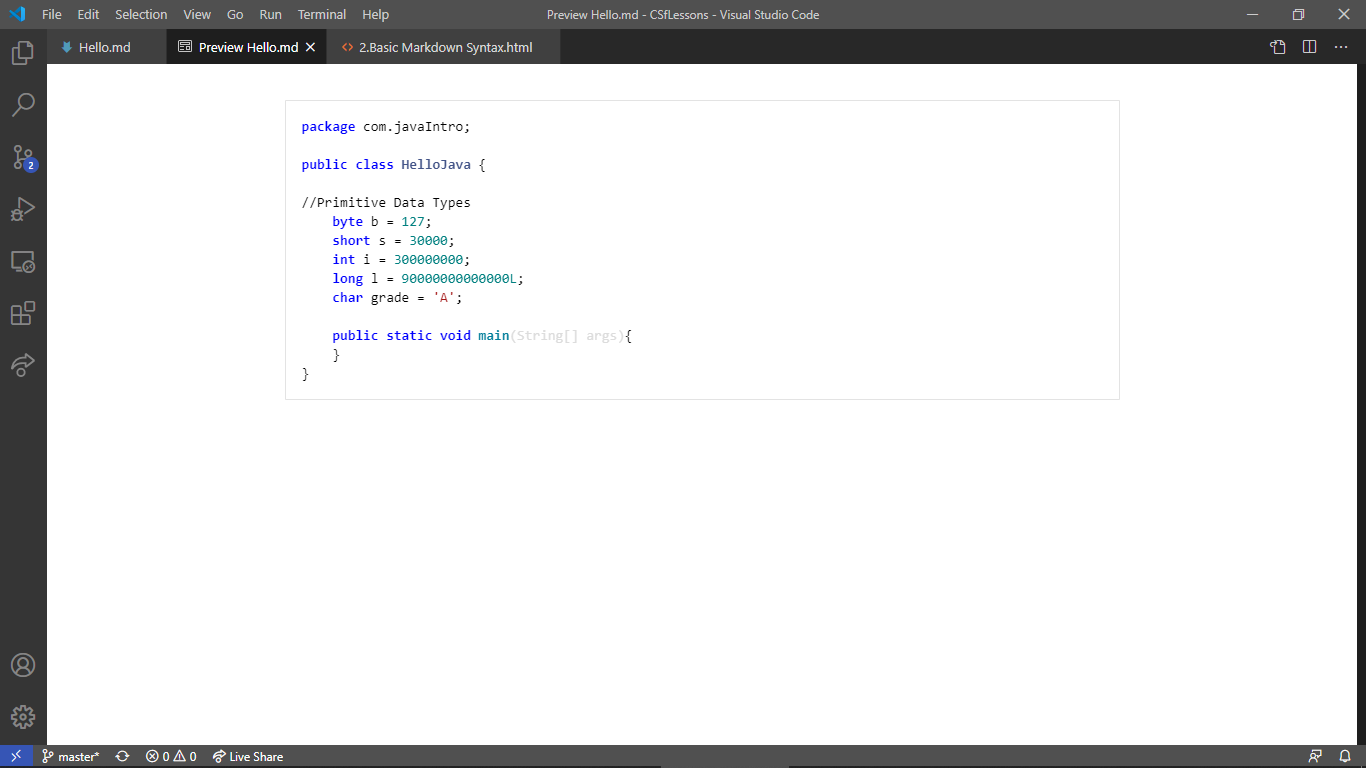 File Edit Selection View Go Run Terminal Help Preview Hello.md - CSfLessons - Visual Studio Code
Hello.md Preview Hello.md 2.Basic Markdown Syntax.html
package com.javaIntro;
public class HelloJava {
//Primitive Data Types
byte b = 127;
short s = 30000;
int i = 300000000;
long l = 90000000000000L;
char grade = 'A';
public static void main(String[] args){
}
}
2
master* 0 0 Live Share